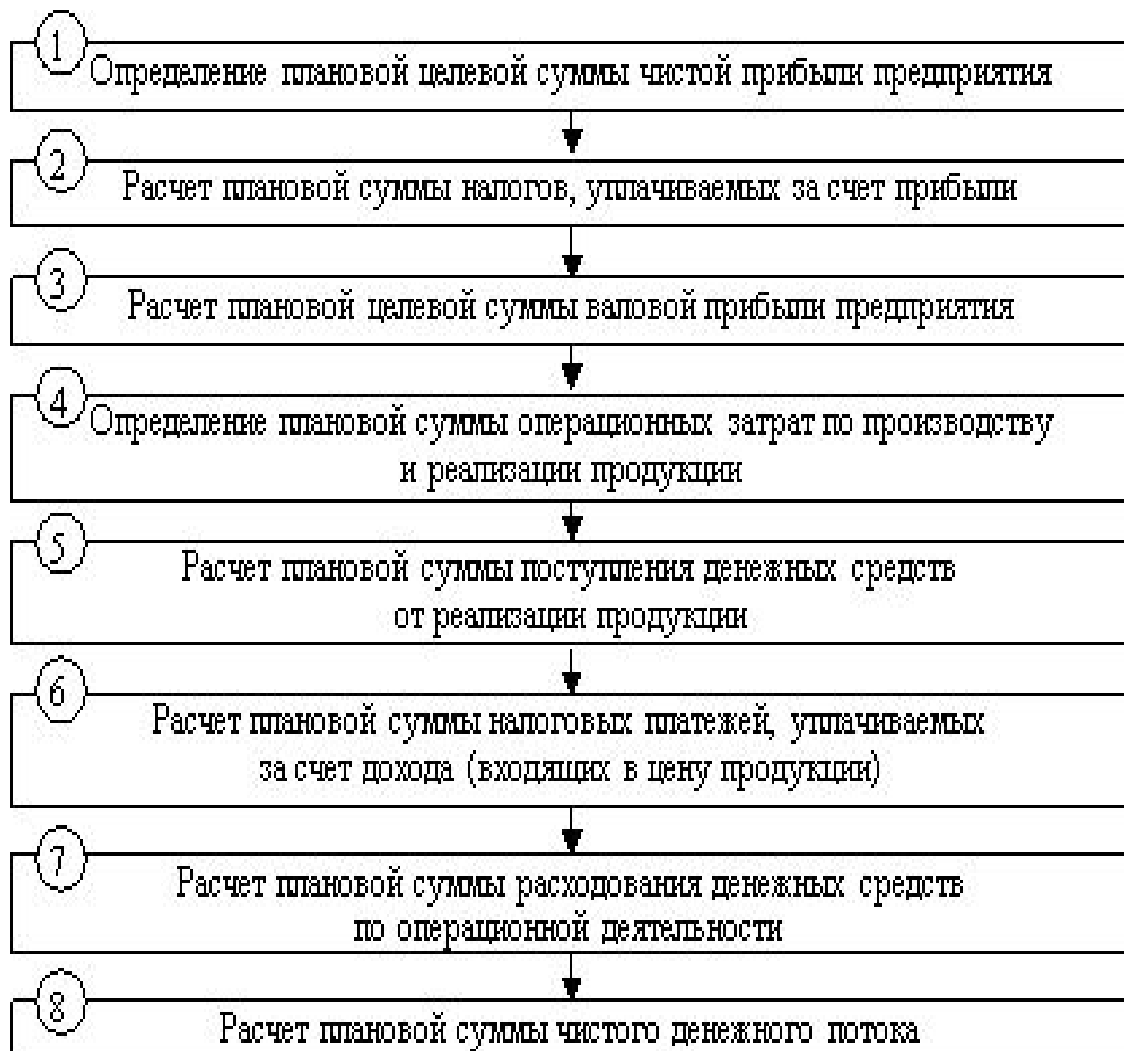 1
Определение плановой целевой суммы чистой прибыли предприятия
2
Расчет плановой суммы налогов, уплачиваемых за счет прибыли
3
Расчет плановой целевой суммы валовой прибыли предприятия
4
Определение плановой суммы операционных затрат по производству
и реализации продукции
5
Расчет плановой суммы поступления денежных средств
от реализации продукции
6
Расчет плановой суммы налоговых платежей, уплачиваемых
за счет дохода (входящих в цену продукции)
7
Расчет плановой суммы расходования денежных средств
по операционной деятельности
8
Расчет плановой суммы чистого денежного потока